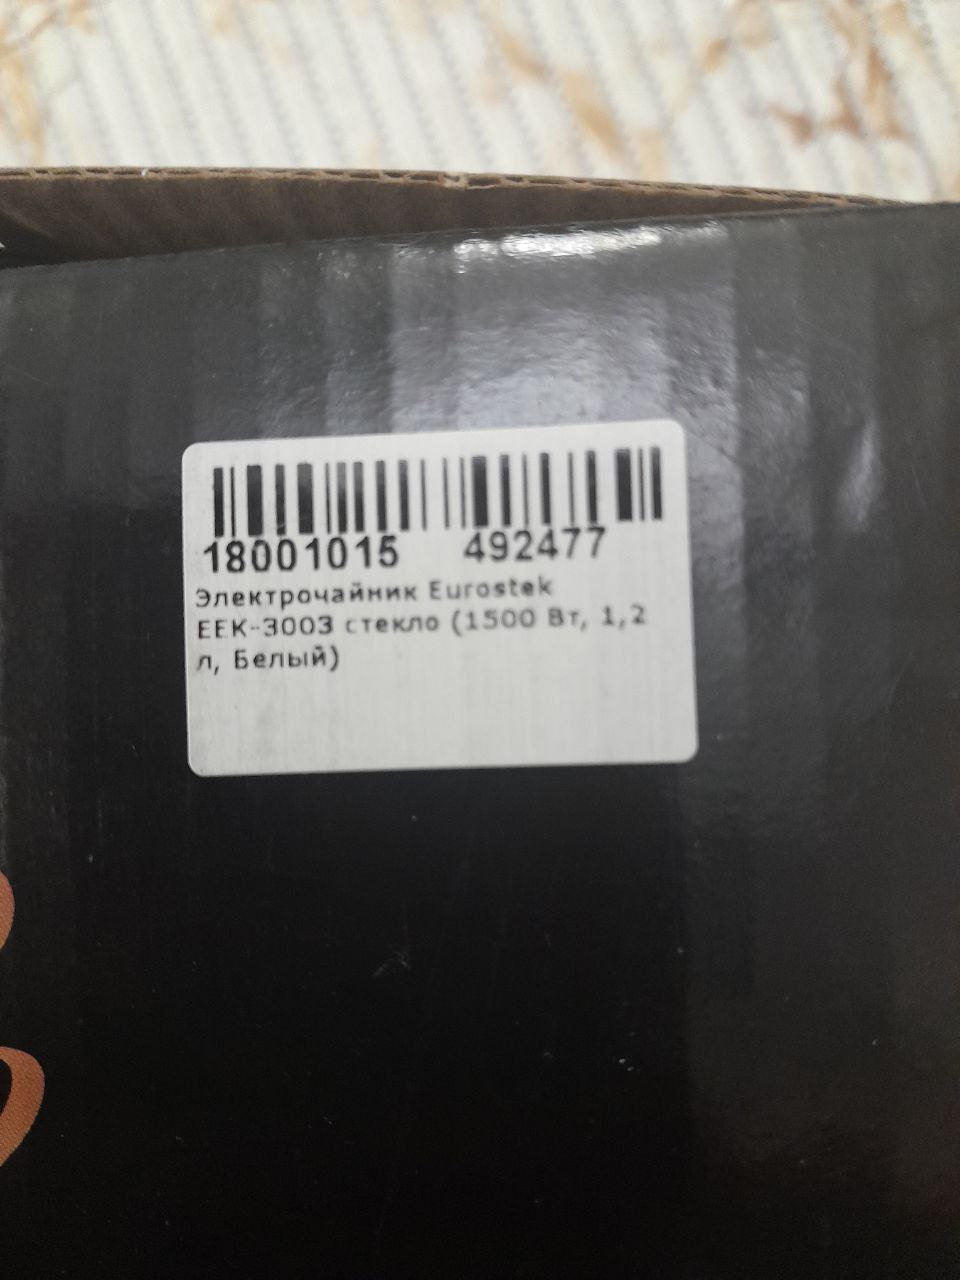 18001015 492477
Электрочайник Eurostek
EEK-3003 стекло (1500 Вт, 1,2
л, Белый)